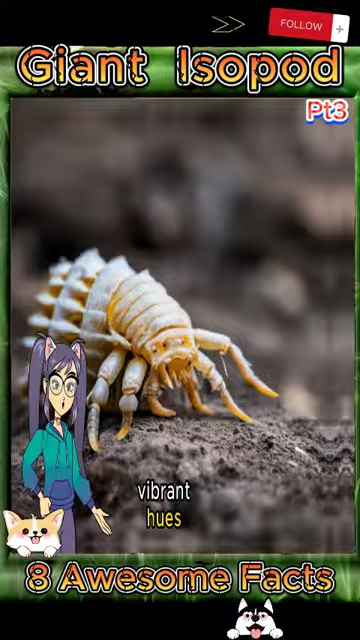 FOLLOW
Giant Isopod
Pt3
vibrant
hues
8 Awesome Facts